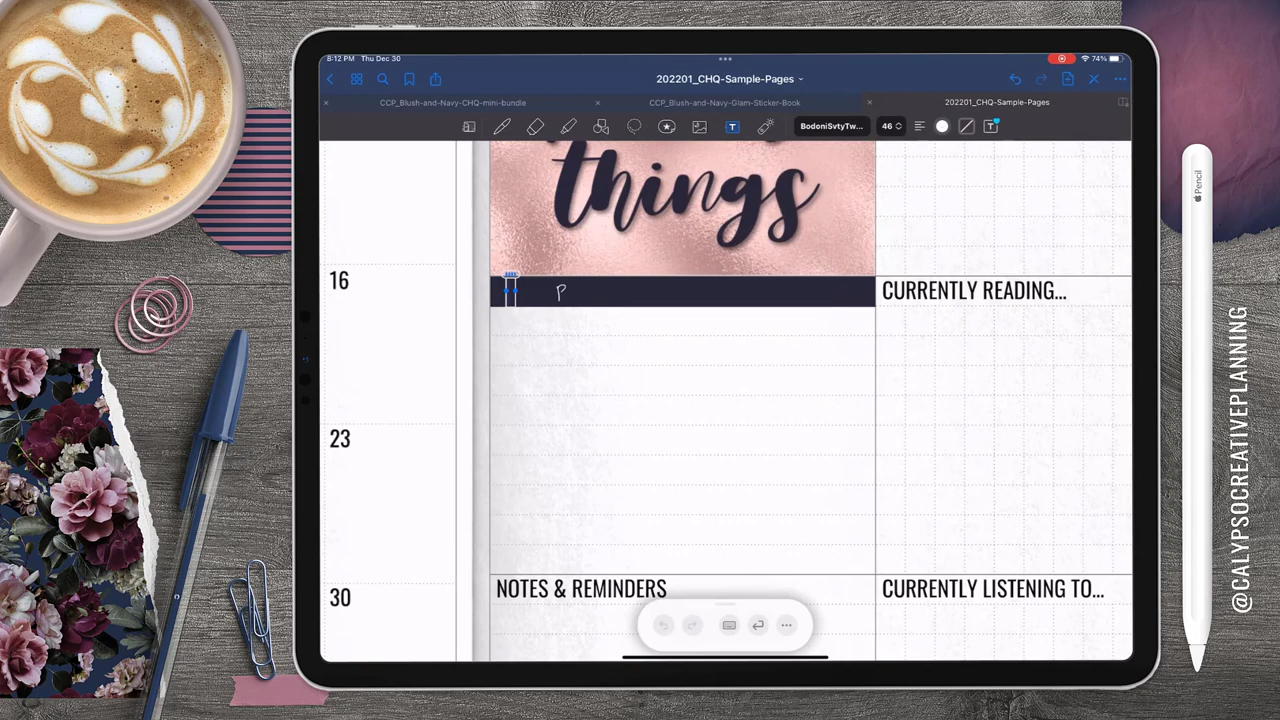 8:12 PM Thu Dec 30
74%
202201_CHQ-Sample-Pages
CCP_Blush-and-Navy-CHQ-mini-bundle
CCP_Blush-and-Navy-Glam-Sticker-Book
202201_CHQ-Sample-Pages
BodoniSvtyTw...
46
things
16
P
CURRENTLY READING...
23
NOTES & REMINDERS
CURRENTLY LISTENING TO...
30
Pencil
@CALYPSOCREATIVEPLANNING